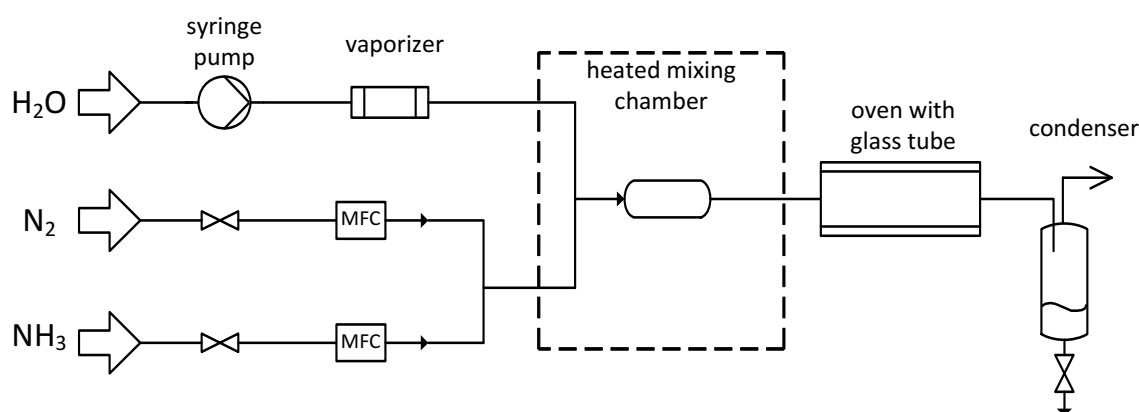 syringe
pump
vaporizer
heated mixing
chamber
oven with
glass tube
condenser
H₂O
N₂
MFC
NH₃
MFC